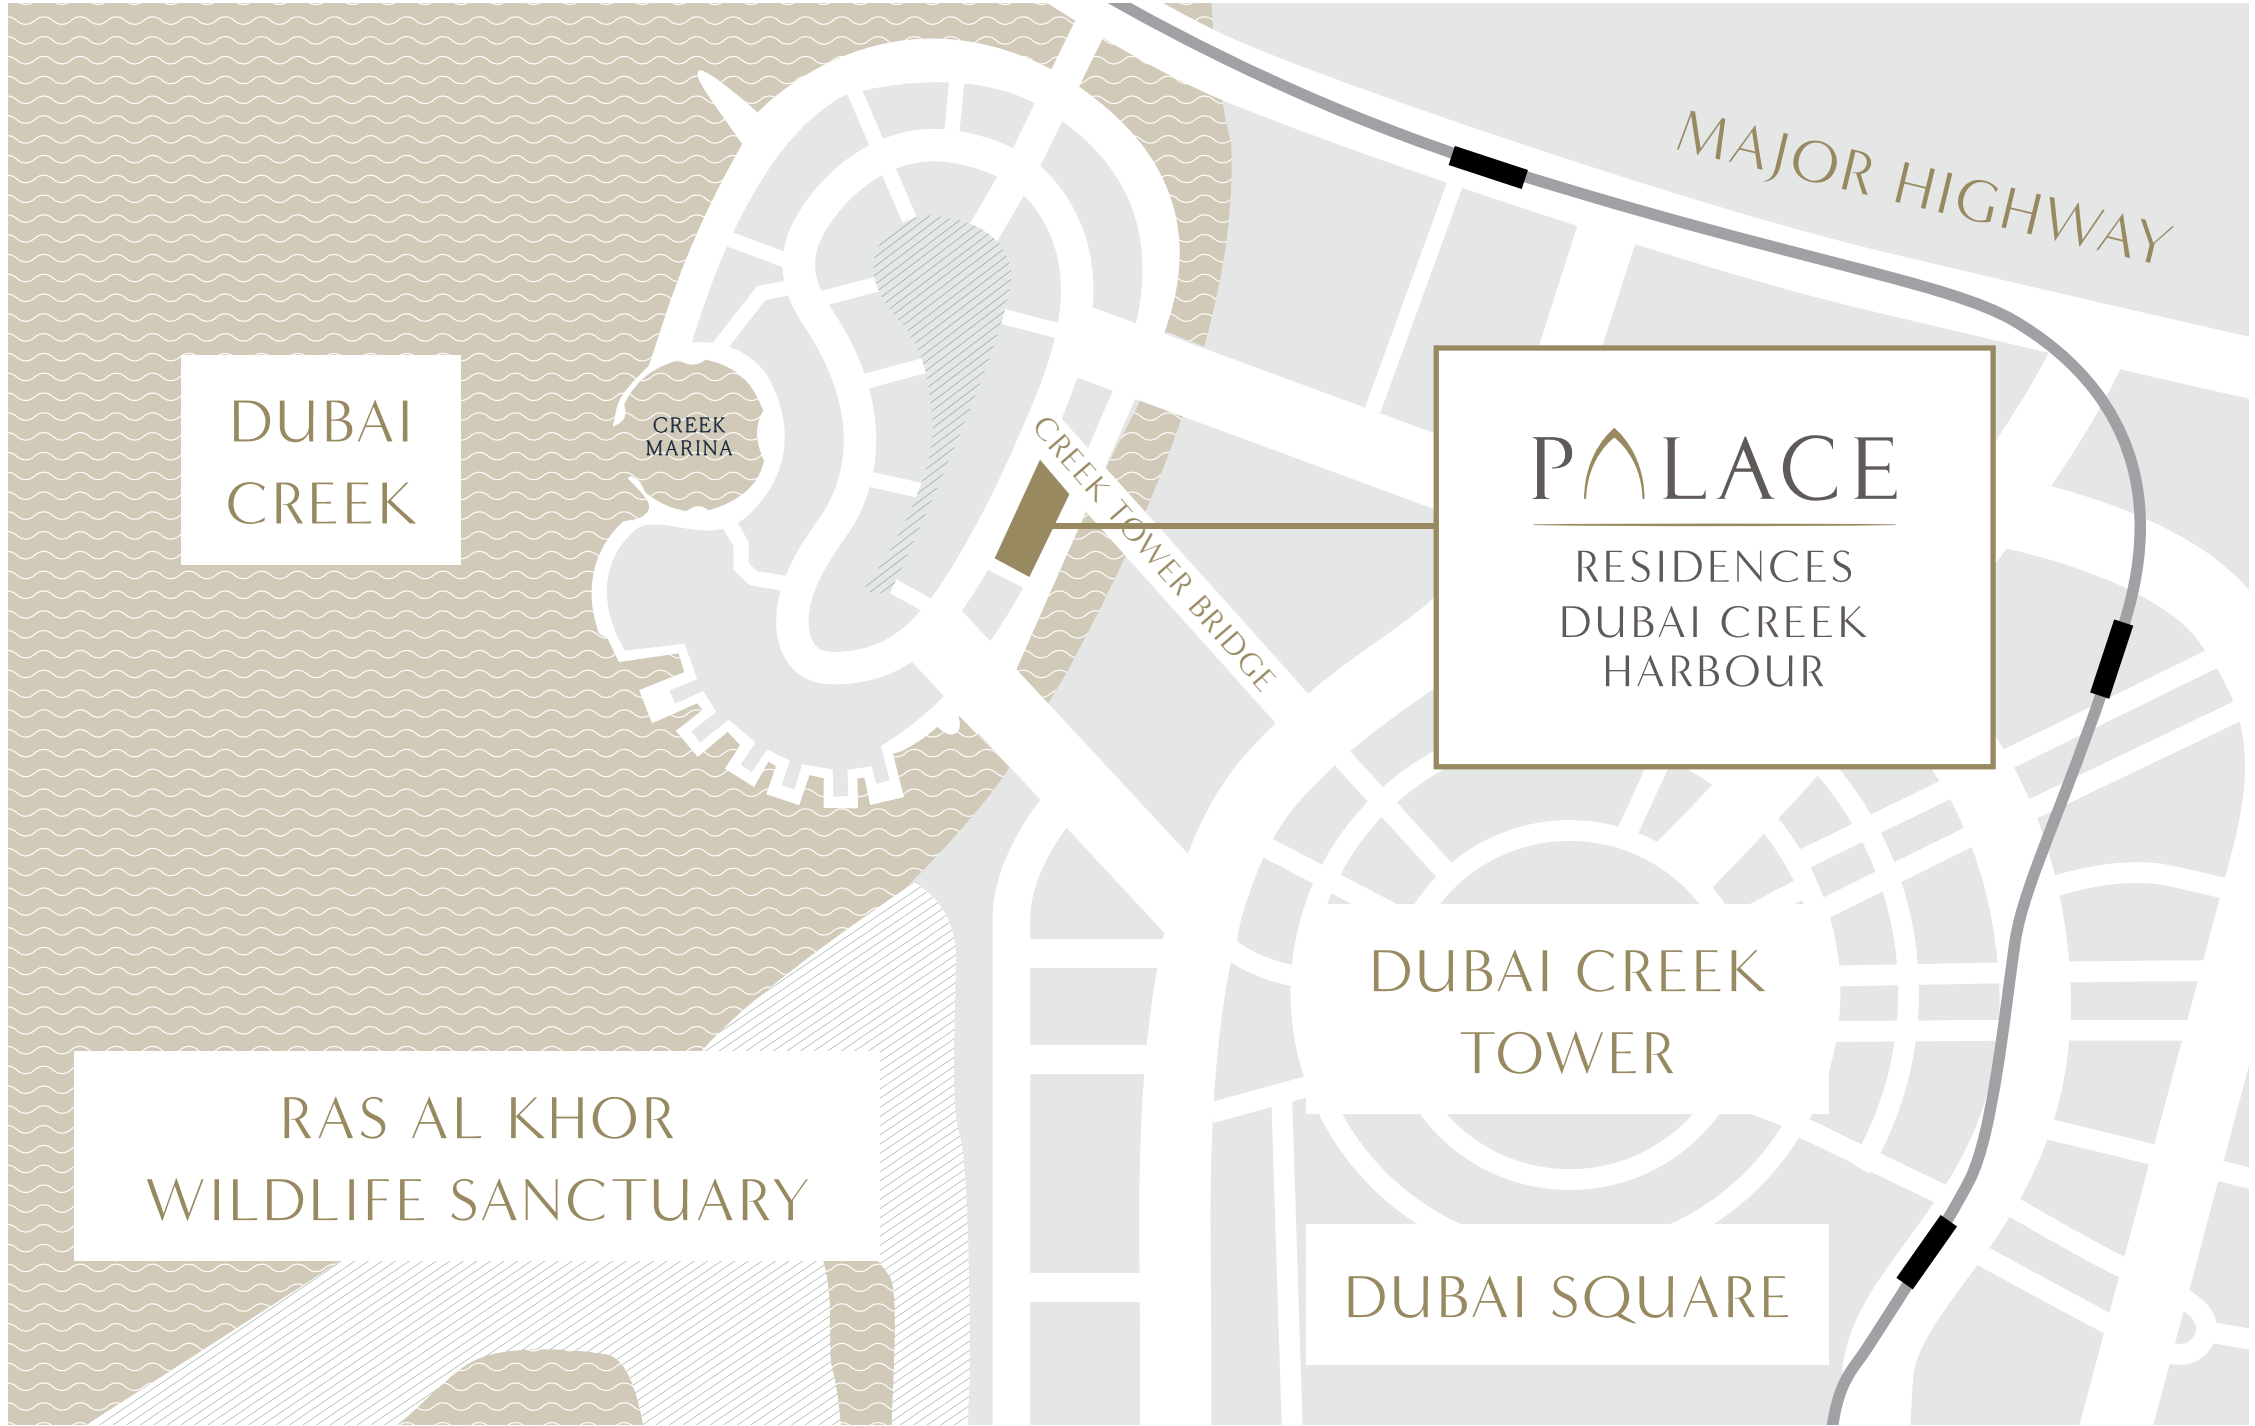 MAJOR HIGHWAY
DUBAI
CREEK
CREEK
MARINA
CREEK TOWER BRIDGE
PALACE
RESIDENCES
DUBAI CREEK
HARBOUR
DUBAI CREEK
TOWER
RAS AL KHOR
WILDLIFE SANCTUARY
DUBAI SQUARE